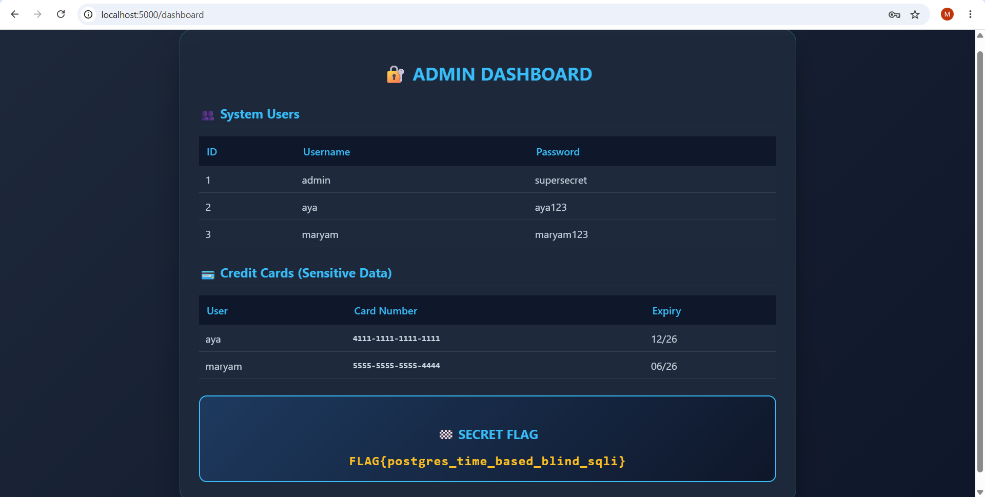 localhost:5000/dashboard
M
ADMIN DASHBOARD
System Users
ID Username Password
1 admin supersecret
2 aya aya123
3 maryam maryam123
Credit Cards (Sensitive Data)
User Card Number Expiry
aya 4111-1111-1111-1111 12/26
maryam 5555-5555-5555-4444 06/26
SECRET FLAG
FLAG{postgres_time_based_blind_sqli}